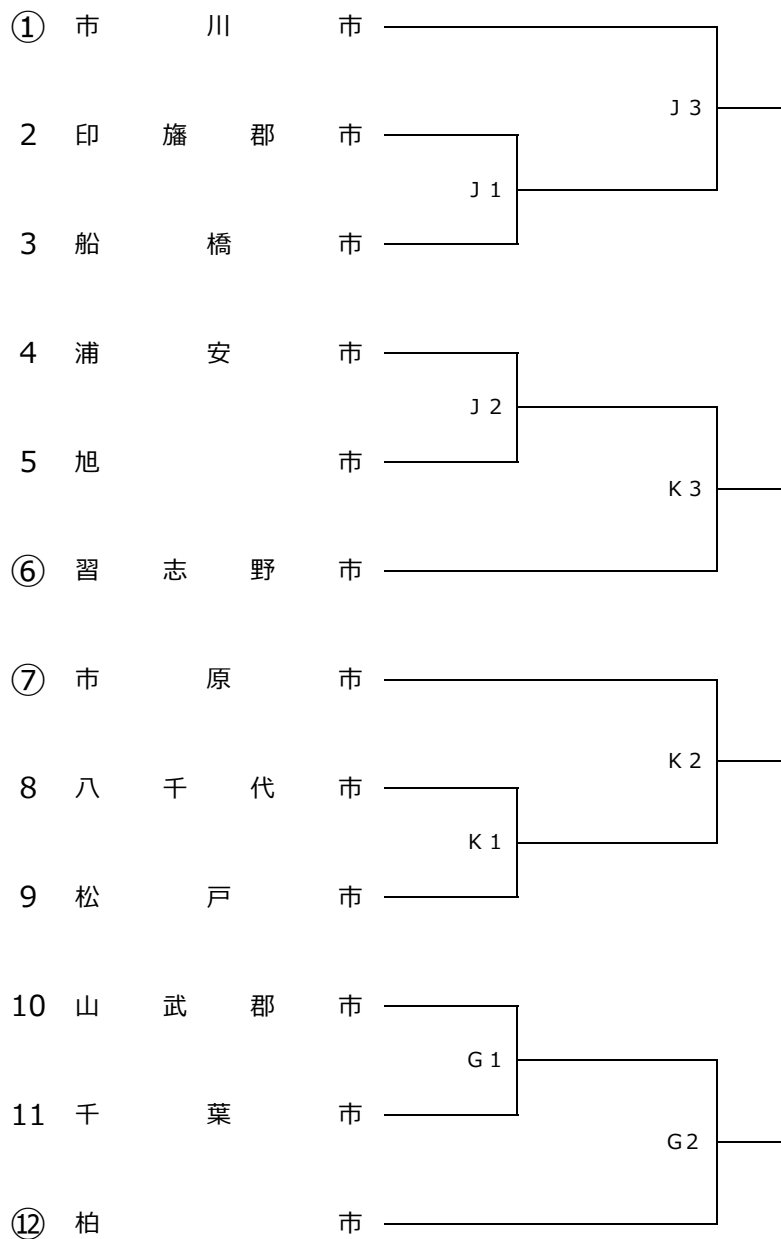 ① 市川市
J 3
2 印旛郡市
J 1
3 船橋市
4 浦安市
J 2
5 旭市
K 3
⑥ 習志野市
⑦ 市原市
K 2
8 八千代市
K 1
9 松戸市
10 山武郡市
G 1
11 千葉市
G 2
⑫ 柏市